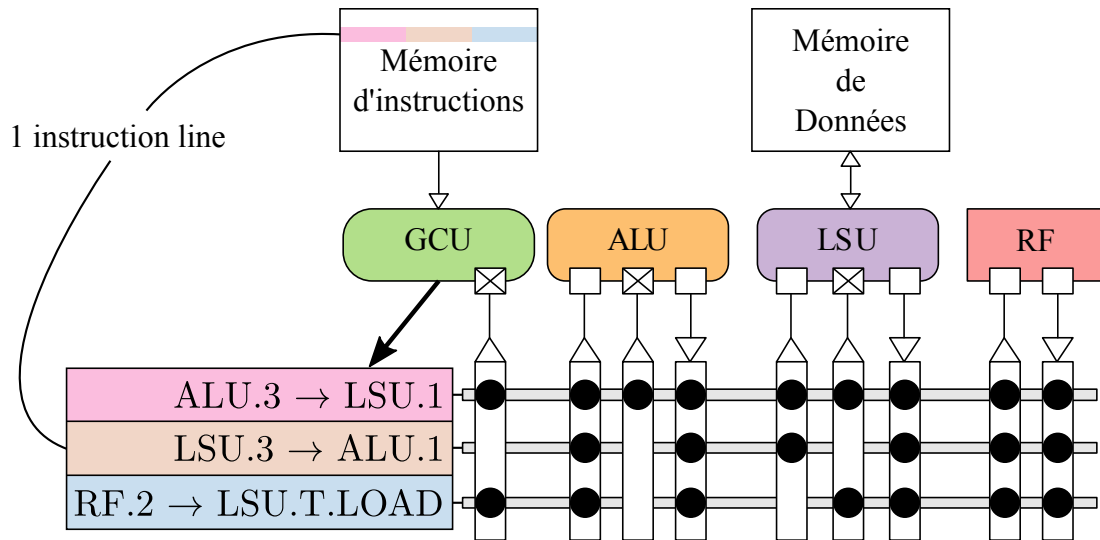 Mémoire
d'instructions
Mémoire
de
Données
1 instruction line
GCU
ALU
LSU
RF
ALU.3 → LSU.1
LSU.3 → ALU.1
RF.2 → LSU.T.LOAD